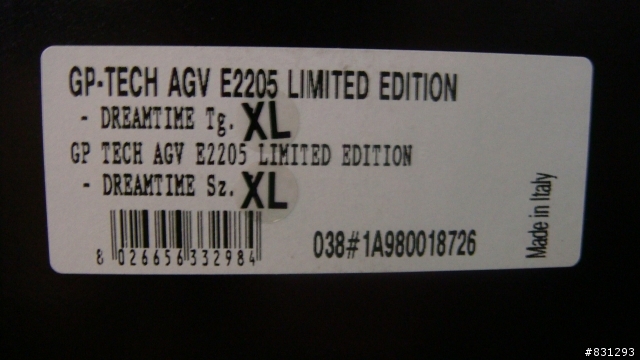 GP-TECH AGV E2205 LIMITED EDITION
- DREAMTIME Tg. XL
GP TECH AGV E2205 LIMITED EDITION
- DREAMTIME Sz. XL
8 026656 332984
038#1A980018726
Made in Italy
#831293